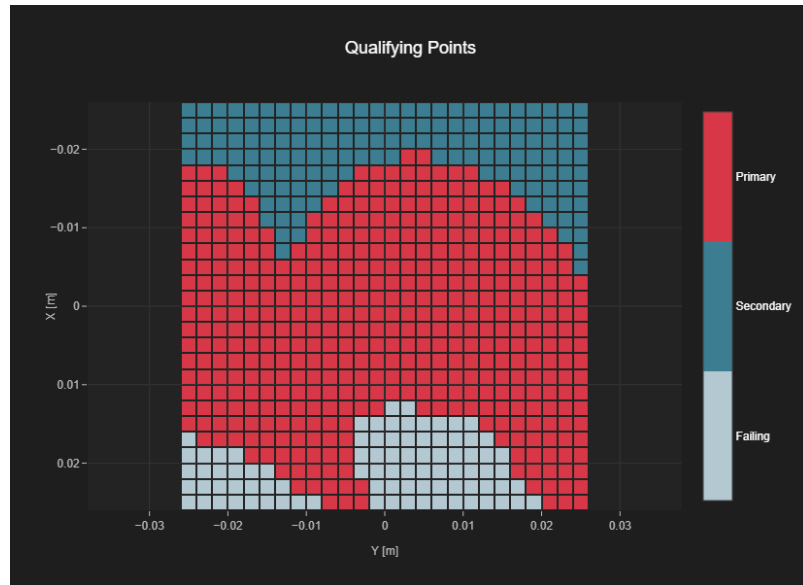 Qualifying Points
−0.02
−0.01
0
0.01
0.02
X [m]
−0.03
−0.02
−0.01
0
0.01
0.02
0.03
Y [m]
Primary
Secondary
Failing